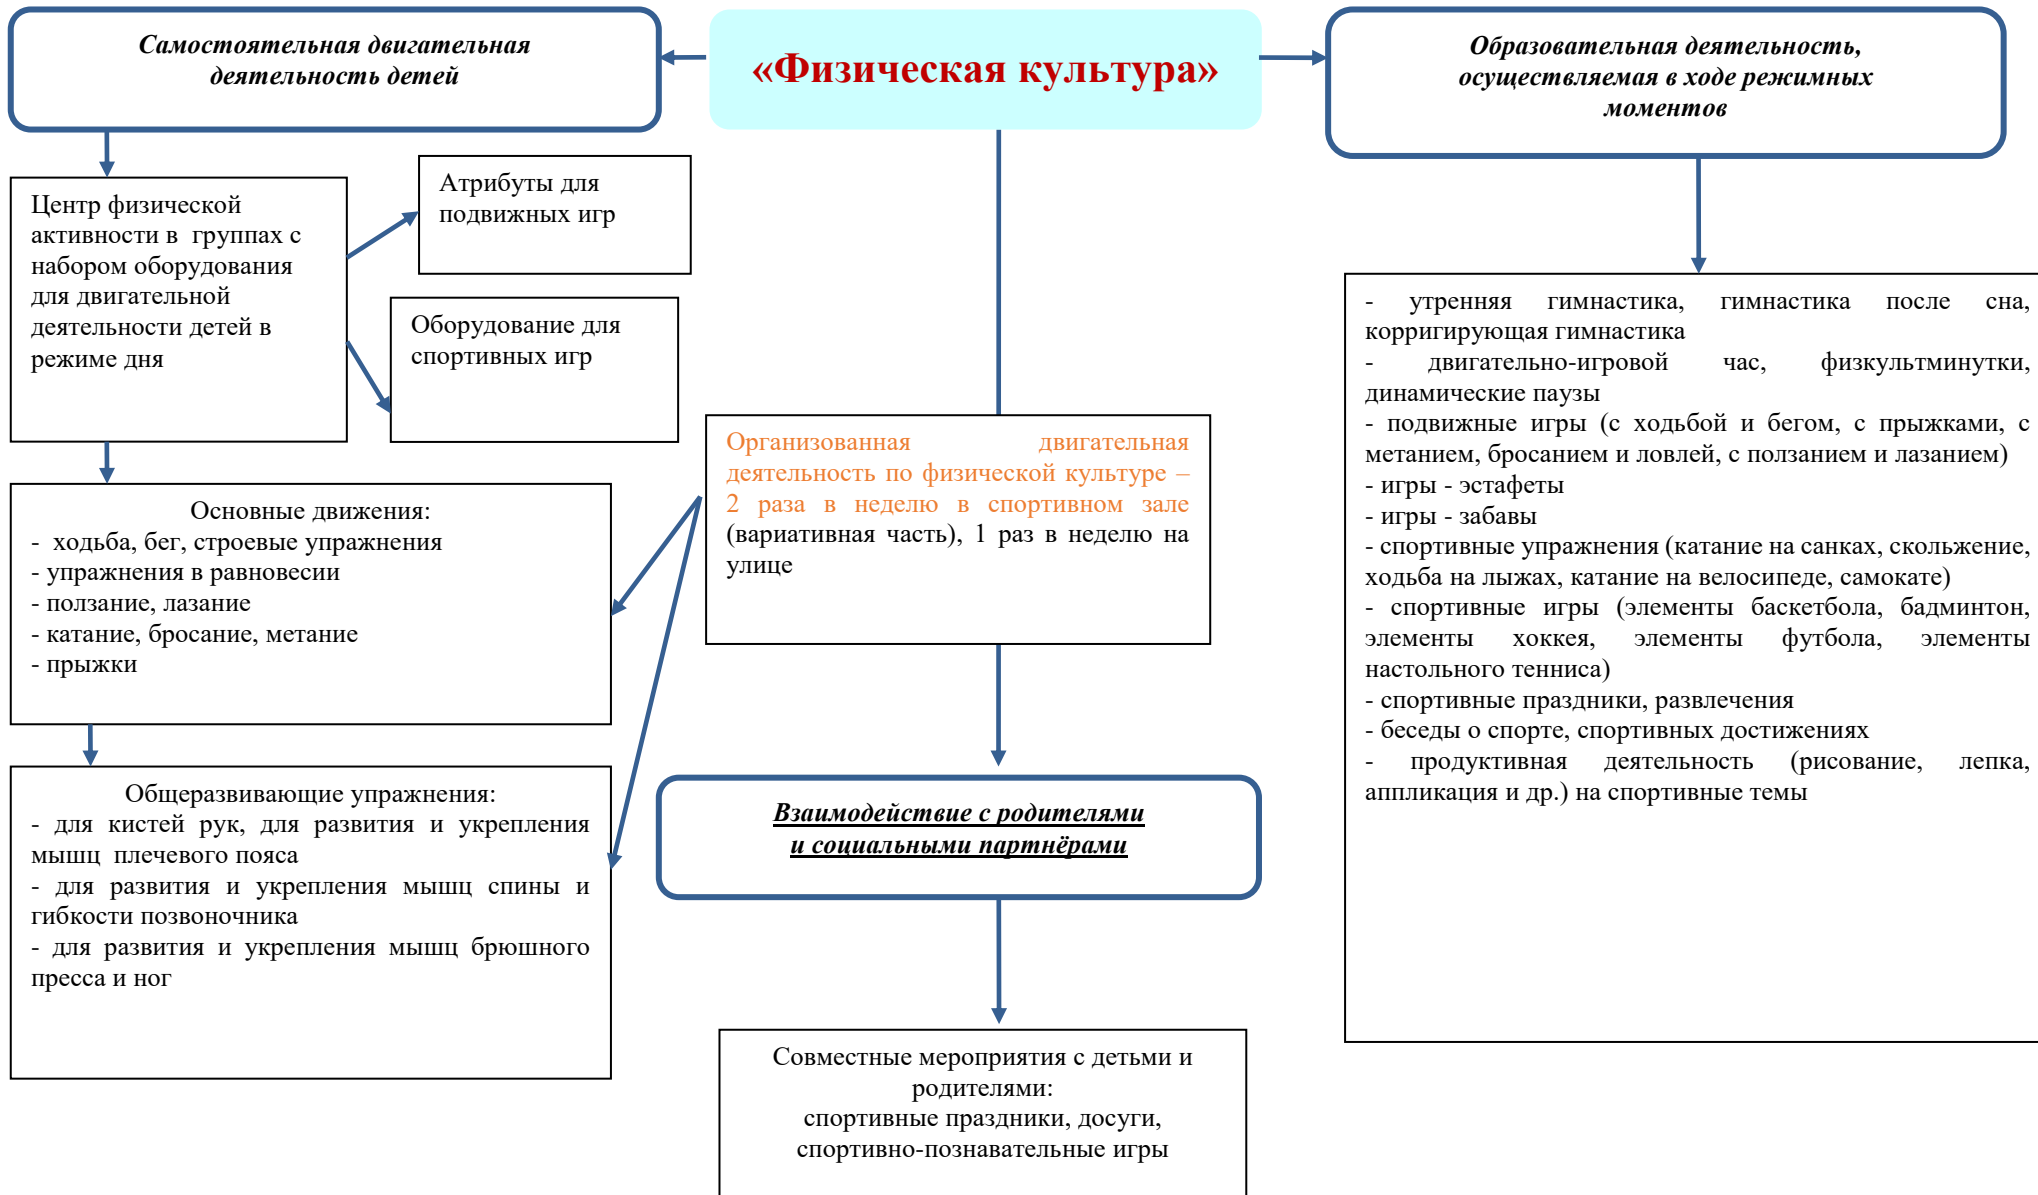 Самостоятельная двигательная
деятельность детей
«Физическая культура»
Образовательная деятельность,
осуществляемая в ходе режимных
моментов
Центр физической
активности в группах с
набором оборудования
для двигательной
деятельности детей в
режиме дня
Атрибуты для
подвижных игр
Оборудование для
спортивных игр
Основные движения:
- ходьба, бег, строевые упражнения
- упражнения в равновесии
- ползание, лазание
- катание, бросание, метание
- прыжки
Общеразвивающие упражнения:
- для кистей рук, для развития и укрепления
мышц плечевого пояса
- для развития и укрепления мышц спины и
гибкости позвоночника
- для развития и укрепления мышц брюшного
пресса и ног
Организованная двигательная
деятельность по физической культуре –
2 раза в неделю в спортивном зале
(вариативная часть), 1 раз в неделю на
улице
Взаимодействие с родителями
и социальными партнёрами
Совместные мероприятия с детьми и
родителями:
спортивные праздники, досуги,
спортивно-познавательные игры
- утренняя гимнастика, гимнастика после сна,
корригирующая гимнастика
- двигательно-игровой час, физкультминутки,
динамические паузы
- подвижные игры (с ходьбой и бегом, с прыжками, с
метанием, бросанием и ловлей, с ползанием и лазанием)
- игры - эстафеты
- игры - забавы
- спортивные упражнения (катание на санках, скольжение,
ходьба на лыжах, катание на велосипеде, самокате)
- спортивные игры (элементы баскетбола, бадминтон,
элементы хоккея, элементы футбола, элементы
настольного тенниса)
- спортивные праздники, развлечения
- беседы о спорте, спортивных достижениях
- продуктивная деятельность (рисование, лепка,
аппликация и др.) на спортивные темы